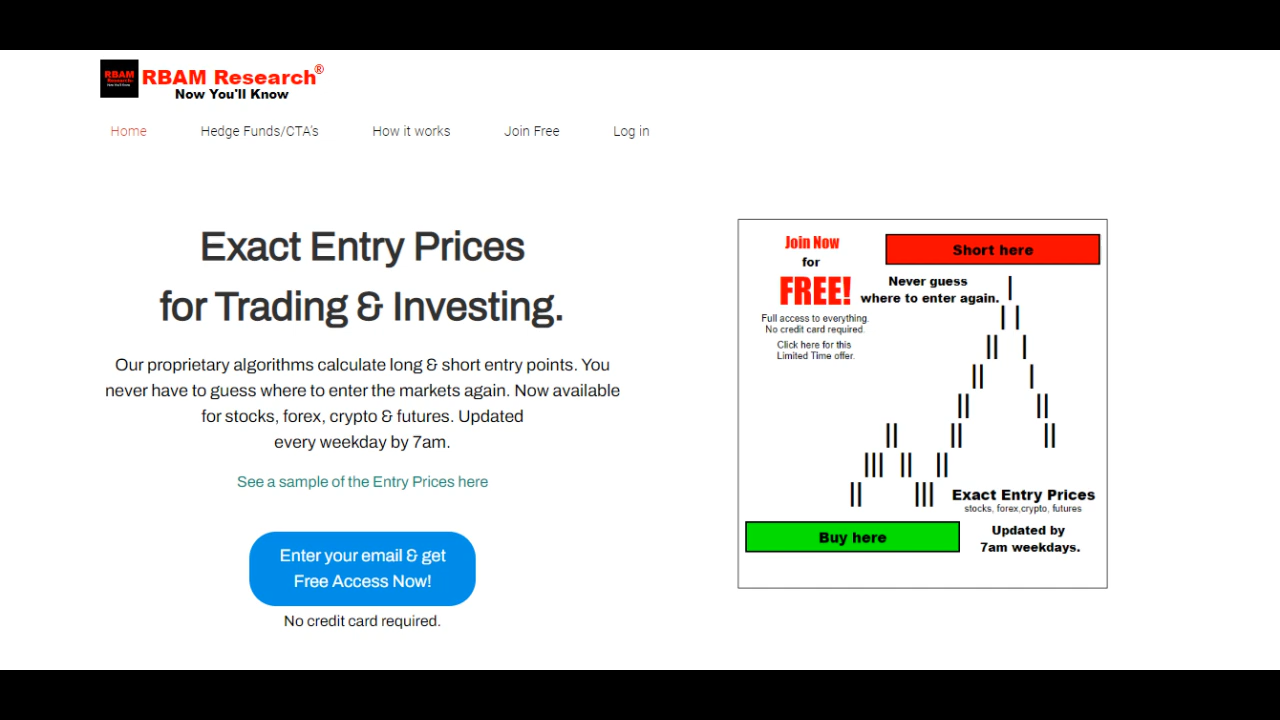 RBAM
Research
RBAM Research®
Now You'll Know
Home
Hedge Funds/CTA's
How it works
Join Free
Log in
Exact Entry Prices
for Trading & Investing.
Our proprietary algorithms calculate long & short entry points. You
never have to guess where to enter the markets again. Now available
for stocks, forex, crypto & futures. Updated
every weekday by 7am.
See a sample of the Entry Prices here
Enter your email & get
Free Access Now!
No credit card required.
Join Now
for
FREE!
Full access to everything.
No credit card required.
Click here for this
Limited Time offer.
Short here
Never guess
where to enter again.
Exact Entry Prices
stocks, forex,crypto, futures
Buy here
Updated by
7am weekdays.